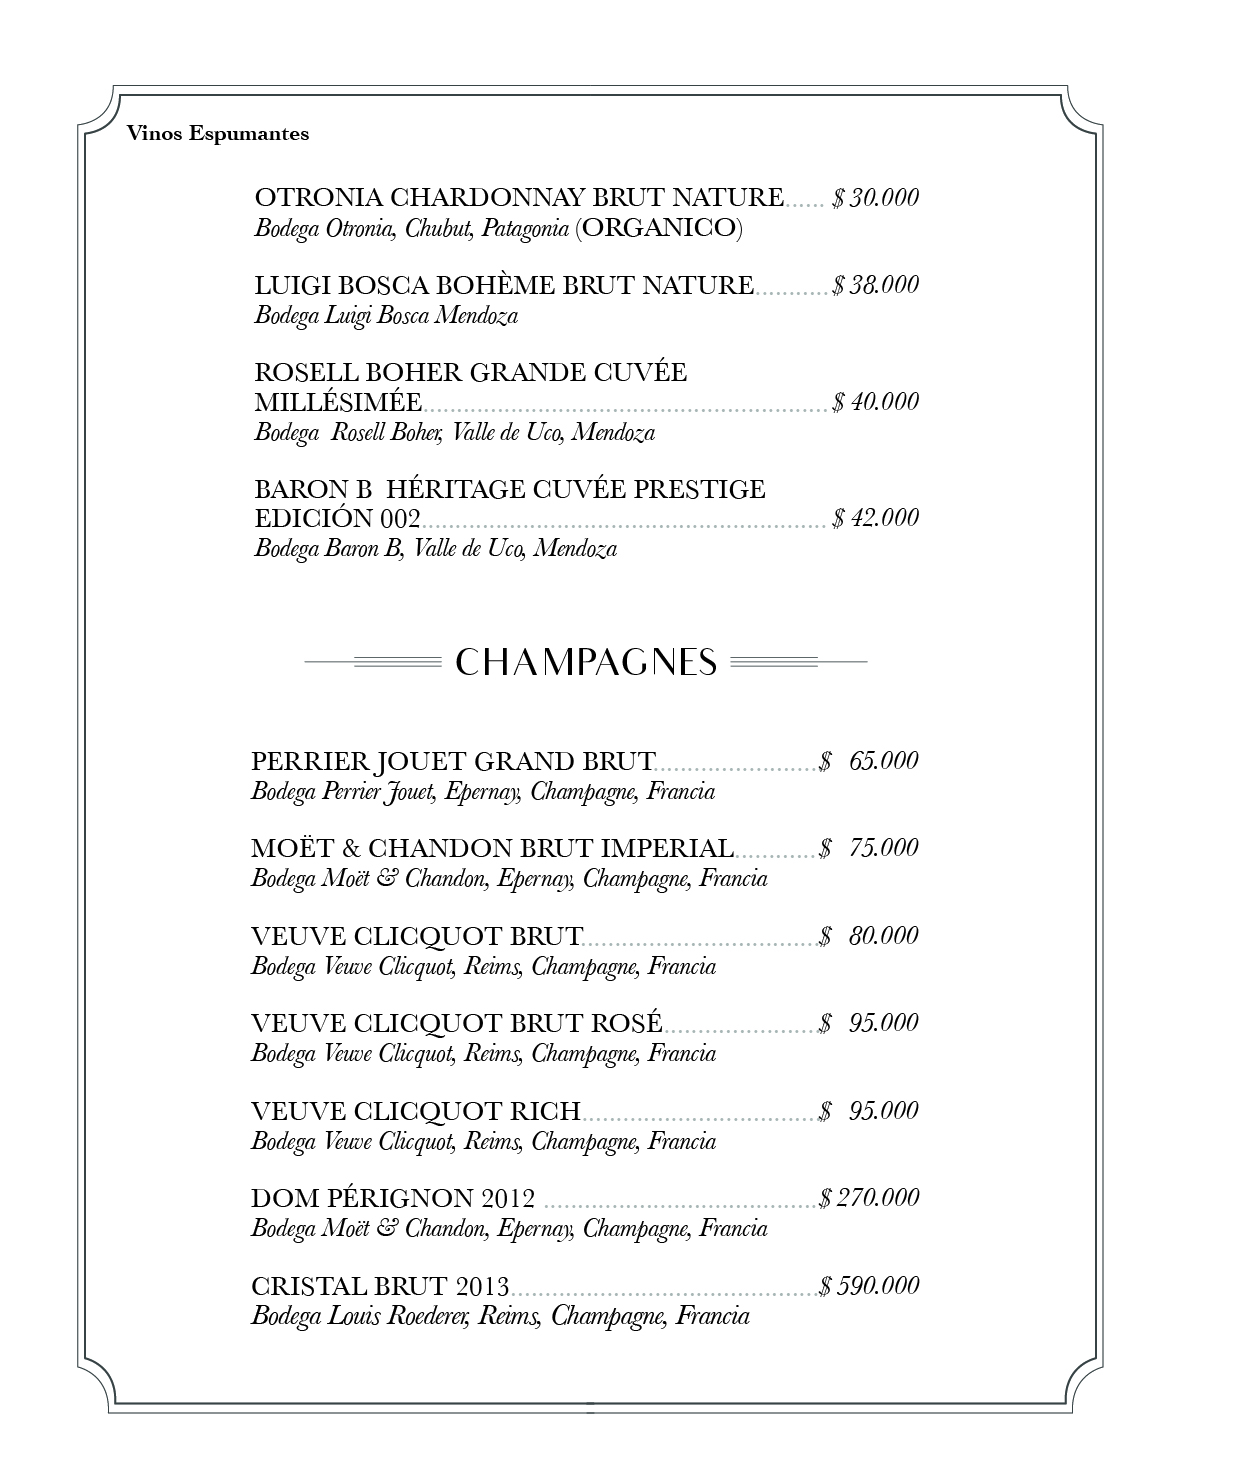 Vinos Espumantes
OTRONIA CHARDONNAY BRUT NATURE...... $ 30.000
Bodega Otronia, Chubut, Patagonia (ORGANICO)
LUIGI BOSCA BOHÈME BRUT NATURE.......... $ 38.000
Bodega Luigi Bosca Mendoza
ROSELL BOHER GRANDE CUVÉE
MILLÉSIMÉE.......................................................... $ 40.000
Bodega Rosell Boher, Valle de Uco, Mendoza
BARON B HÉRITAGE CUVÉE PRESTIGE
EDICIÓN 002.......................................................... $ 42.000
Bodega Baron B, Valle de Uco, Mendoza
CHAMPAGNES
PERRIER JOUET GRAND BRUT........................$ 65.000
Bodega Perrier Jouet, Epernay, Champagne, Francia
MOËT & CHANDON BRUT IMPERIAL............$ 75.000
Bodega Moët & Chandon, Epernay, Champagne, Francia
VEUVE CLICQUOT BRUT..................................$ 80.000
Bodega Veuve Clicquot, Reims, Champagne, Francia
VEUVE CLICQUOT BRUT ROSÉ.......................$ 95.000
Bodega Veuve Clicquot, Reims, Champagne, Francia
VEUVE CLICQUOT RICH..................................$ 95.000
Bodega Veuve Clicquot, Reims, Champagne, Francia
DOM PÉRIGNON 2012 .......................................$ 270.000
Bodega Moët & Chandon, Epernay, Champagne, Francia
CRISTAL BRUT 2013............................................$ 590.000
Bodega Louis Roederer, Reims, Champagne, Francia